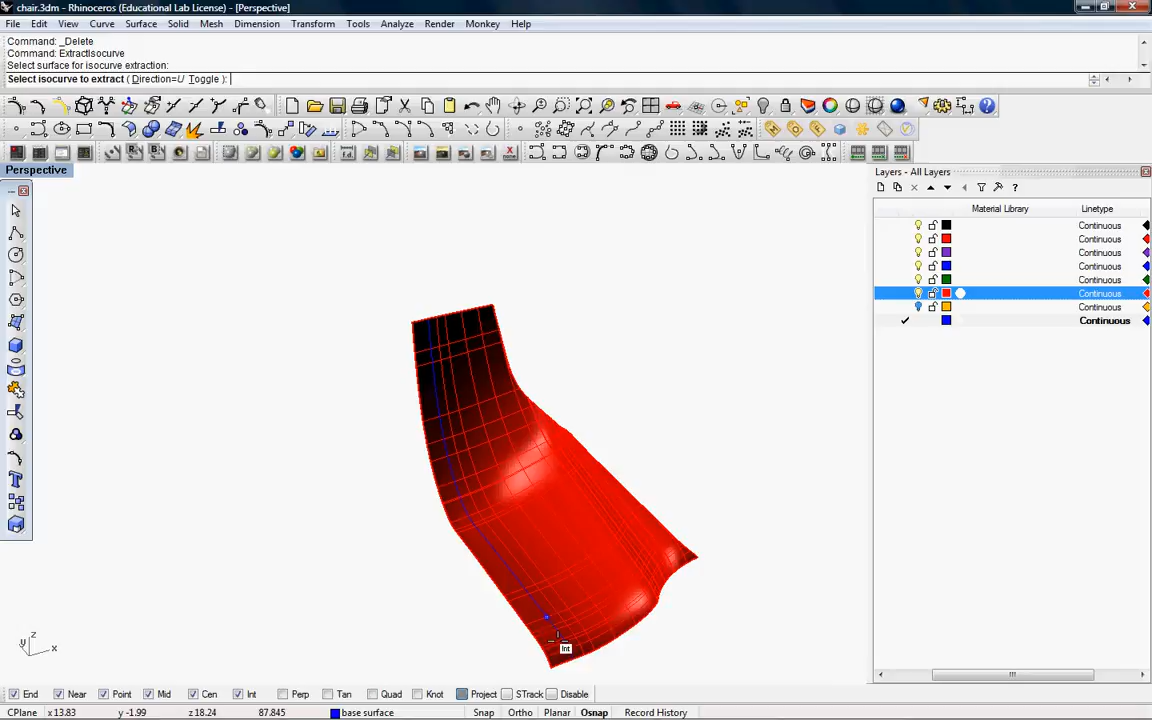 chair.3dm - Rhinoceros (Educational Lab License) - [Perspective]
File Edit View Curve Surface Solid Mesh Dimension Transform Tools Analyze Render Monkey Help
Command: _Delete
Command: ExtractIsocurve
Select surface for isocurve extraction:
Select isocurve to extract ( Direction=U Toggle ):
Perspective
Layers - All Layers
Material Library Linetype
Continuous
Continuous
Continuous
Continuous
Continuous
Continuous
Continuous
Continuous
Int
z
y
x
End Near Point Mid Cen Int Perp Tan Quad Knot Project STrack Disable
CPlane x 13.83 y -1.99 z 18.24 87.845 base surface Snap Ortho Planar Osnap Record History